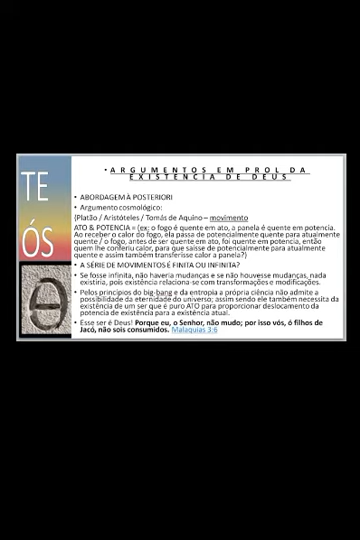 TE
ÓS
• ARGUMENTOS EM PROL DA
EXISTENCIA DE DEUS
• ABORDAGEM À POSTERIORI
• Argumento cosmológico:
(Platão / Aristóteles / Tomás de Aquino – movimento
ATO & POTENCIA = (ex: o fogo é quente em ato, a panela é quente em potencia.
Ao receber o calor do fogo, ela passa de potencialmente quente para atualmente
quente / o fogo, antes de ser quente em ato, foi quente em potencia, então
quem lhe conferiu calor, para que saísse de potencialmente para atualmente
quente e assim também transferisse calor a panela?)
• A SÉRIE DE MOVIMENTOS É FINITA OU INFINITA?
• Se fosse infinita, não haveria mudanças e se não houvesse mudanças, nada
existiria, pois existência relaciona-se com transformações e modificações.
• Pelos princípios do big-bang e da entropia a própria ciência não admite a
possibilidade da eternidade do universo; assim sendo ele também necessita da
existência de um ser que é puro ATO para proporcionar deslocamento da
potencia de existência para a existência atual.
• Esse ser é Deus! Porque eu, o Senhor, não mudo; por isso vós, ó filhos de
Jacó, não sois consumidos. Malaquias 3:6